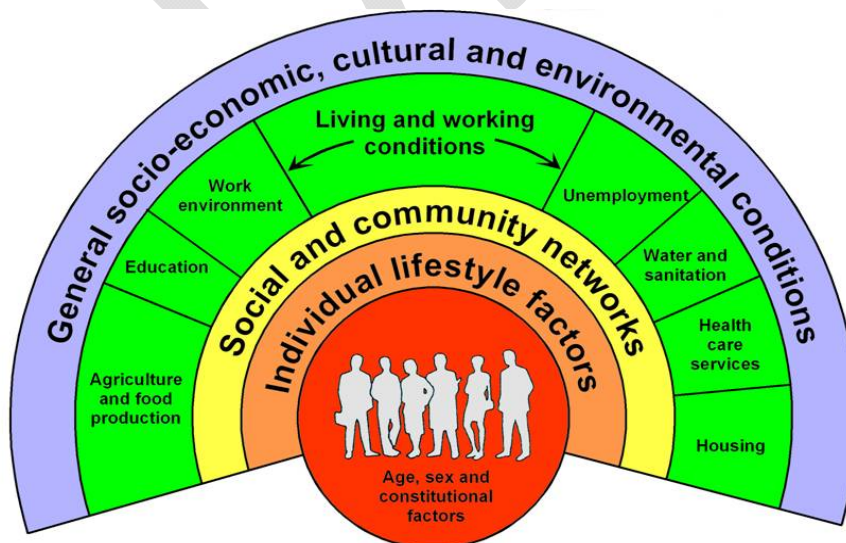 General socio-economic, cultural and environmental conditions
Living and working
conditions
Work
environment
Unemployment
Education
Water and
sanitation
Agriculture
and food
production
Health
care
services
Housing
Social and community networks
Individual lifestyle factors
Age, sex and
constitutional
factors